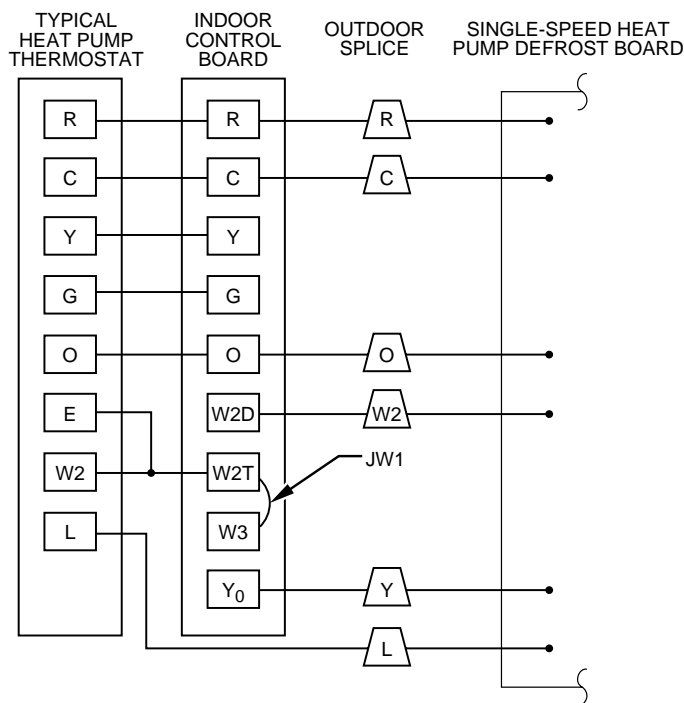 TYPICAL
HEAT PUMP
THERMOSTAT
INDOOR
CONTROL
BOARD
OUTDOOR
SPLICE
SINGLE-SPEED HEAT
PUMP DEFROST BOARD
R R R
C C C
Y Y
G G
O O O
E W2D W2
JW1
W2 W2T
L W3
Y0 Y
L